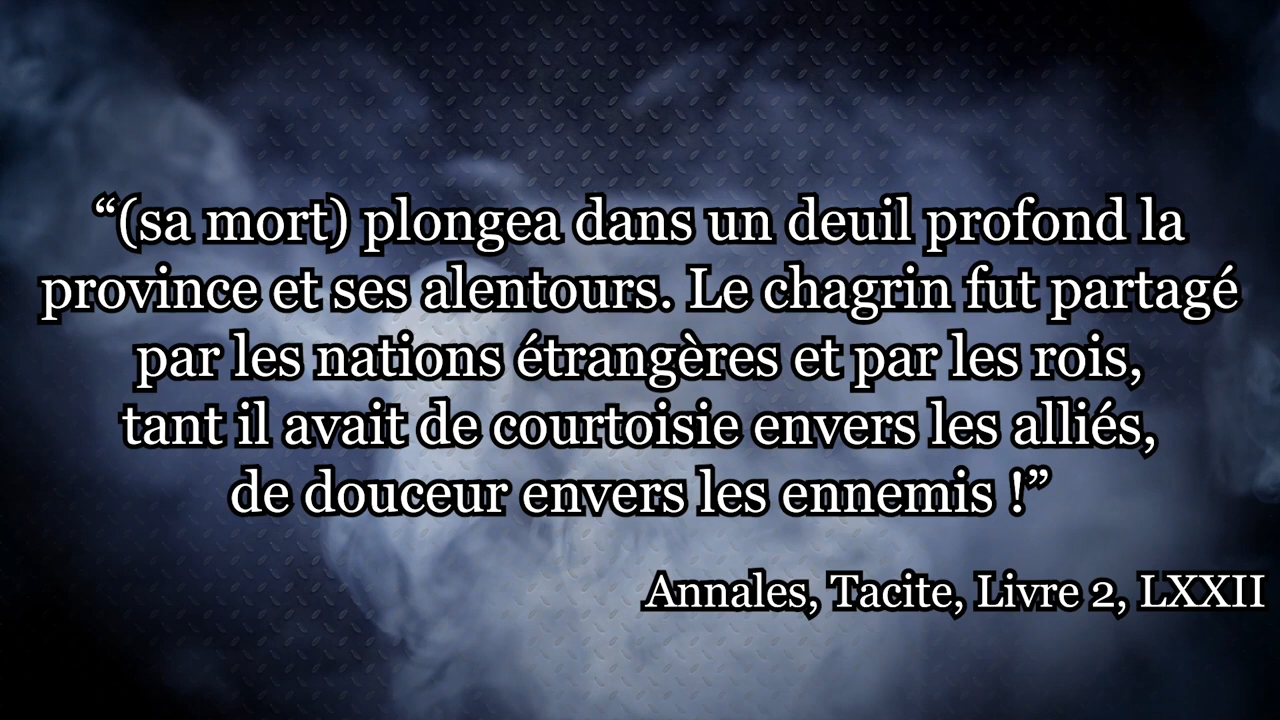 “(sa mort) plongea dans un deuil profond la
province et ses alentours. Le chagrin fut partagé
par les nations étrangères et par les rois,
tant il avait de courtoisie envers les alliés,
de douceur envers les ennemis !”
Annales, Tacite, Livre 2, LXXII